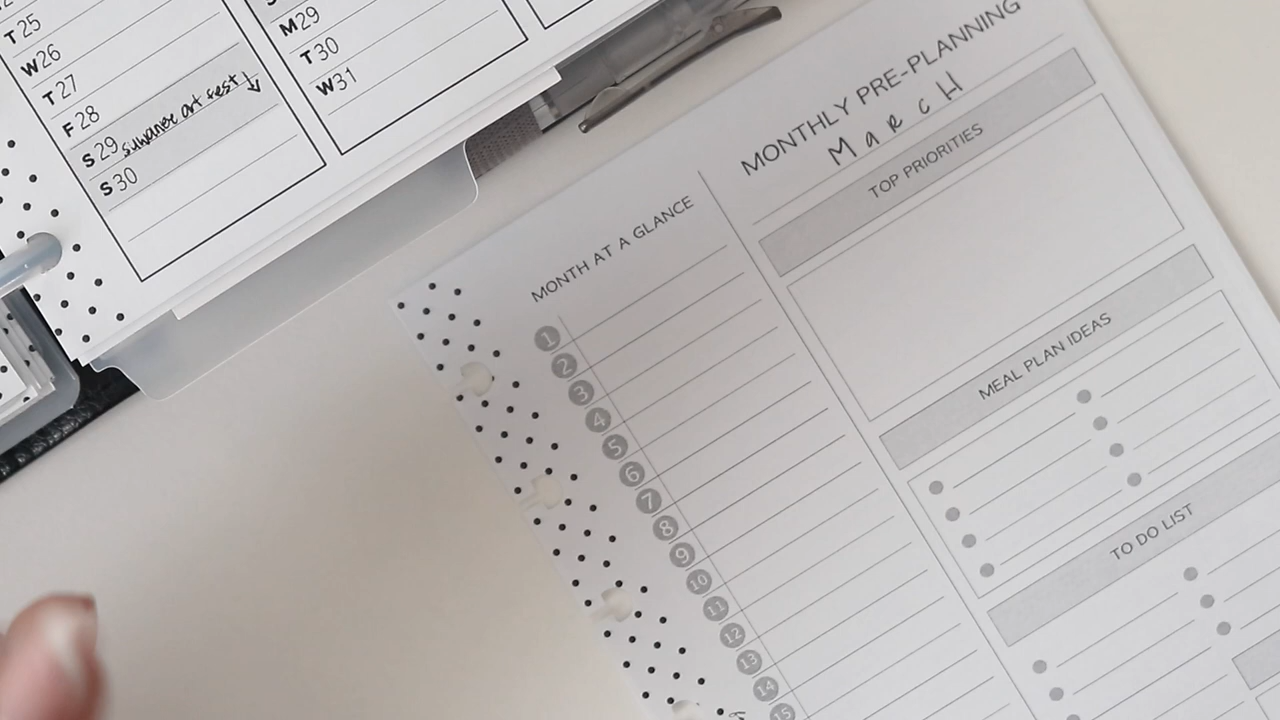 T 25
W 26
T 27
F 28
S 29 suwanee art fest ↓
S 30
M 29
T 30
W 31
MONTHLY PRE-PLANNING
MARCH
MONTH AT A GLANCE
1
2
3
4
5
6
7
8
9
10
11
12
13
14
15
TOP PRIORITIES
MEAL PLAN IDEAS
TO DO LIST